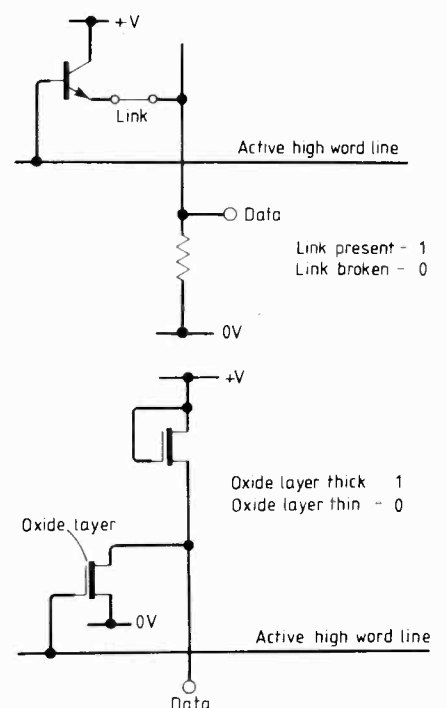 +V
Link
Active high word line
Data
Link present - 1
Link broken - 0
0V
+V
Oxide layer thick 1
Oxide layer thin - 0
Oxide layer
0V
Active high word line
Data